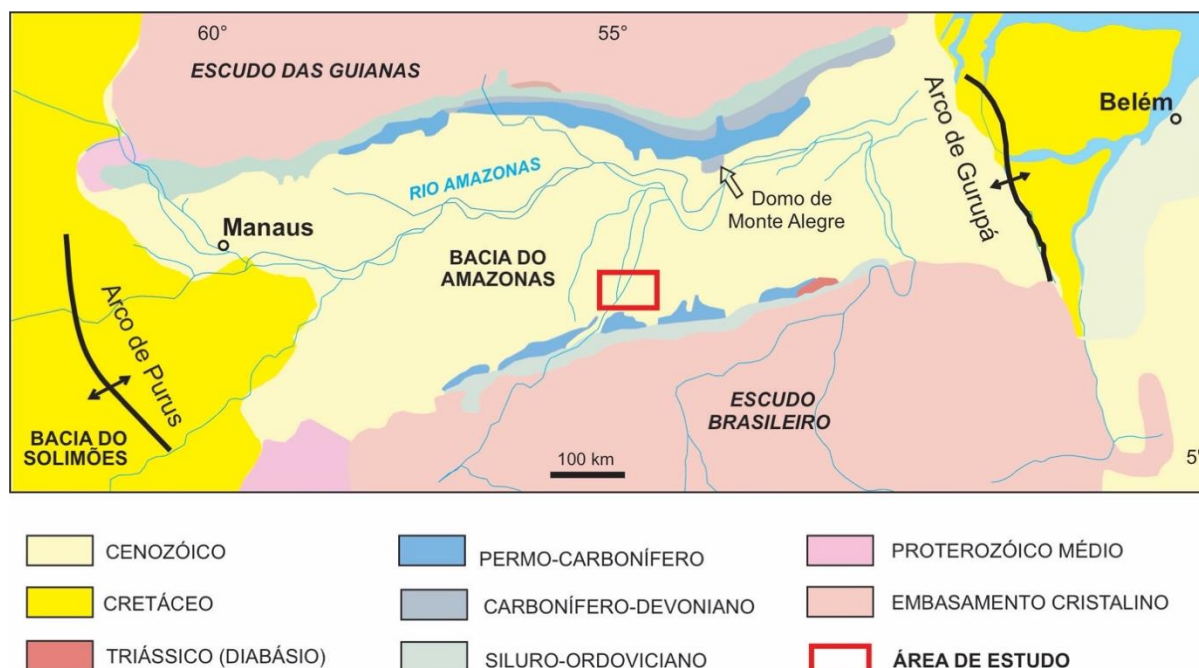 60°
55°
ESCUDO DAS GUIANAS
Arco de Gurupá
Belém
RIO AMAZONAS
Domo de
Monte Alegre
Manaus
BACIA DO
AMAZONAS
Arco de Purus
ESCUDO
BRASILEIRO
BACIA DO
SOLIMÕES
100 km
5°
CENOZÓICO
PERMO-CARBONÍFERO
PROTEROZÓICO MÉDIO
CRETÁCEO
CARBONÍFERO-DEVONIANO
EMBASAMENTO CRISTALINO
TRIÁSSICO (DIABÁSIO)
SILURO-ORDOVICIANO
ÁREA DE ESTUDO